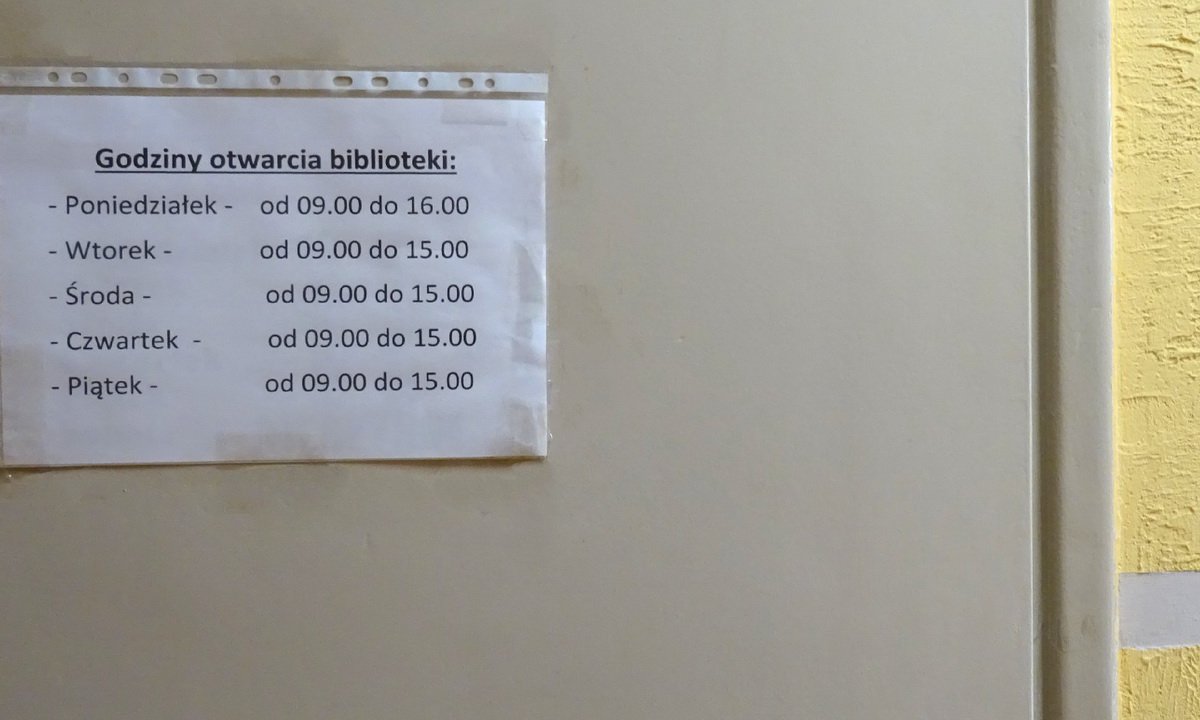 Godziny otwarcia biblioteki:
- Poniedziałek - od 09.00 do 16.00
- Wtorek - od 09.00 do 15.00
- Środa - od 09.00 do 15.00
- Czwartek - od 09.00 do 15.00
- Piątek - od 09.00 do 15.00